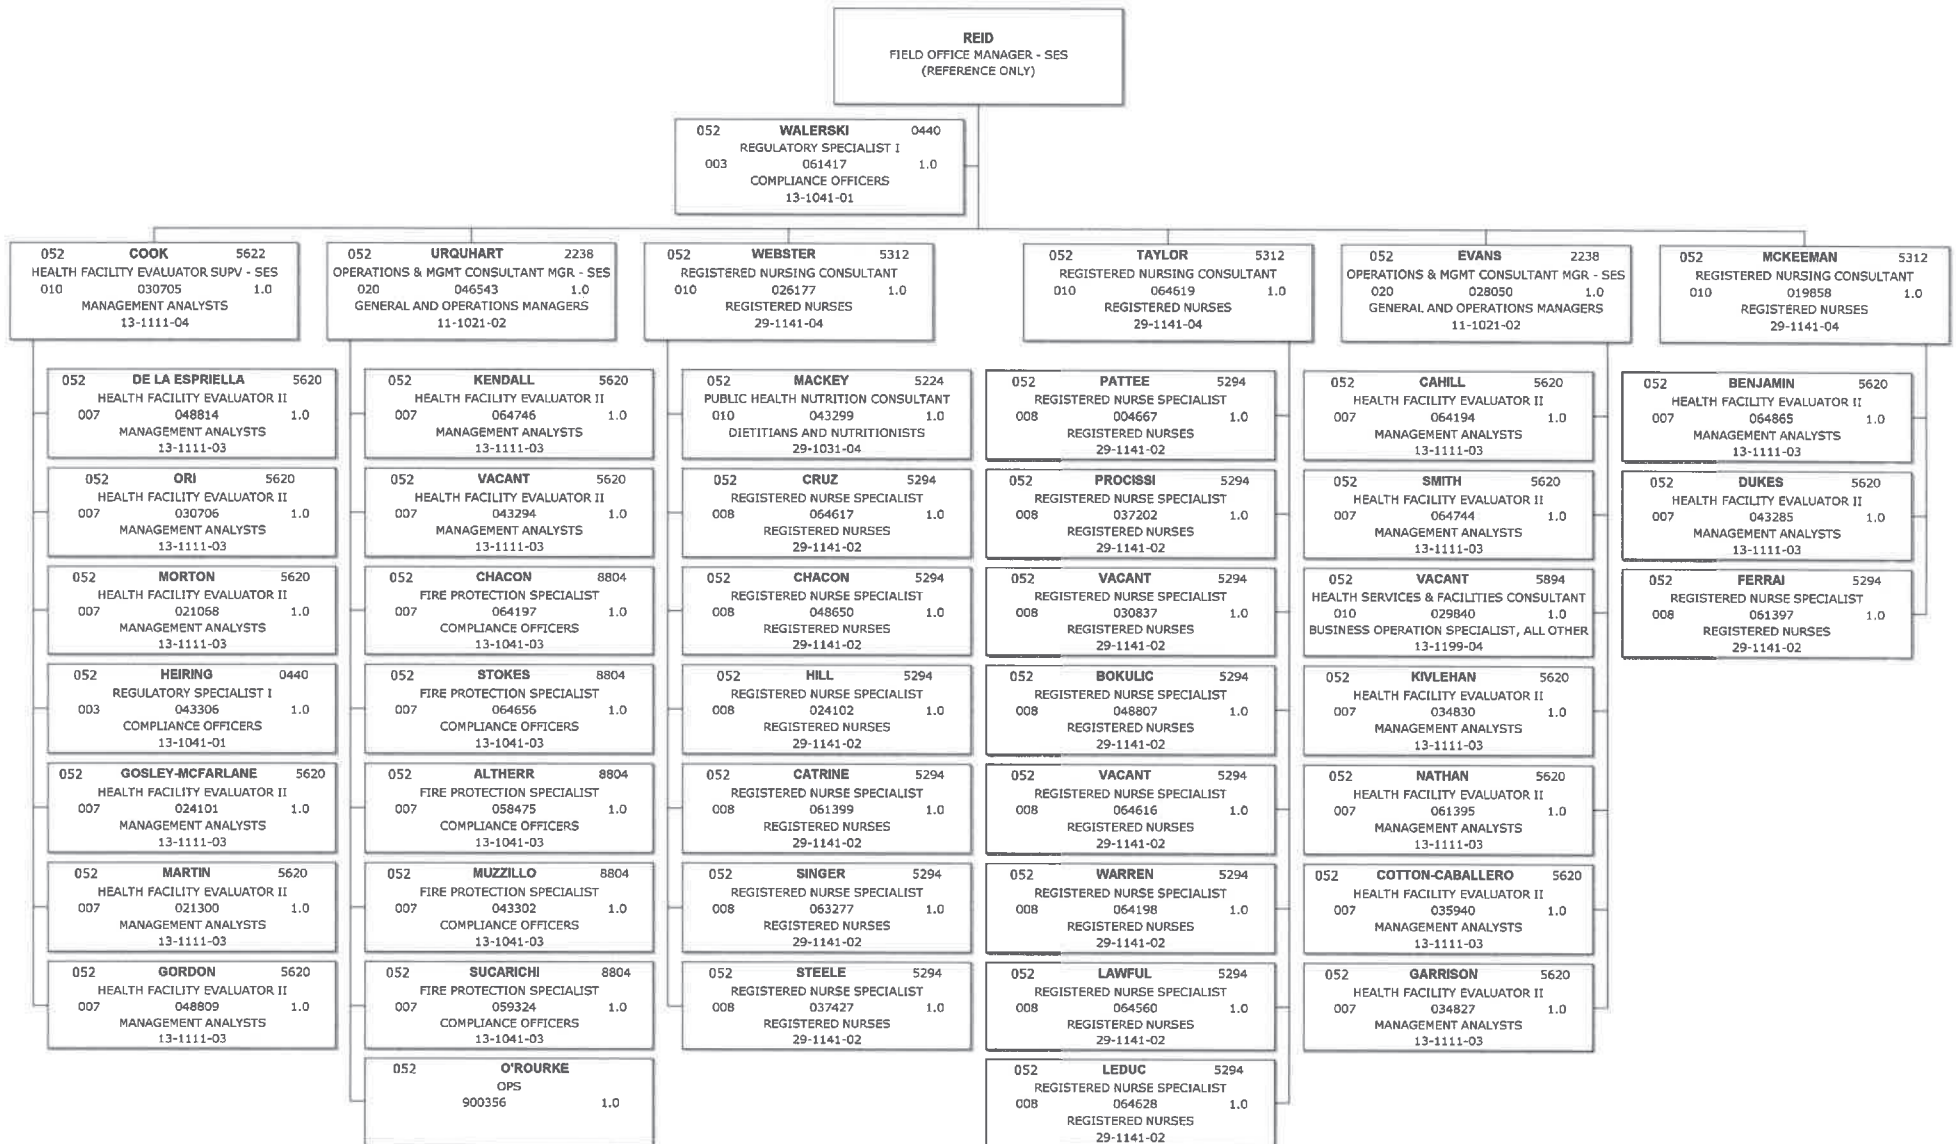 REID
FIELD OFFICE MANAGER - SES
(REFERENCE ONLY)
052 WALERSKI 0440
REGULATORY SPECIALIST I
003 061417 1.0
COMPLIANCE OFFICERS
13-1041-01
052 COOK 5622
HEALTH FACILITY EVALUATOR SUPV - SES
010 030705 1.0
MANAGEMENT ANALYSTS
13-1111-04
052 URQUHART 2238
OPERATIONS & MGMT CONSULTANT MGR - SES
020 046543 1.0
GENERAL AND OPERATIONS MANAGERS
11-1021-02
052 WEBSTER 5312
REGISTERED NURSING CONSULTANT
010 026177 1.0
REGISTERED NURSES
29-1141-04
052 TAYLOR 5312
REGISTERED NURSING CONSULTANT
010 064619 1.0
REGISTERED NURSES
29-1141-04
052 EVANS 2238
OPERATIONS & MGMT CONSULTANT MGR - SES
020 028050 1.0
GENERAL AND OPERATIONS MANAGERS
11-1021-02
052 MCKEEMAN 5312
REGISTERED NURSING CONSULTANT
010 019858 1.0
REGISTERED NURSES
29-1141-04
052 DE LA ESPRIELLA 5620
HEALTH FACILITY EVALUATOR II
007 048814 1.0
MANAGEMENT ANALYSTS
13-1111-03
052 ORI 5620
HEALTH FACILITY EVALUATOR II
007 030706 1.0
MANAGEMENT ANALYSTS
13-1111-03
052 MORTON 5620
HEALTH FACILITY EVALUATOR II
007 021068 1.0
MANAGEMENT ANALYSTS
13-1111-03
052 HEIRING 0440
REGULATORY SPECIALIST I
003 043306 1.0
COMPLIANCE OFFICERS
13-1041-01
052 GOSLEY-MCFARLANE 5620
HEALTH FACILITY EVALUATOR II
007 024101 1.0
MANAGEMENT ANALYSTS
13-1111-03
052 MARTIN 5620
HEALTH FACILITY EVALUATOR II
007 021300 1.0
MANAGEMENT ANALYSTS
13-1111-03
052 GORDON 5620
HEALTH FACILITY EVALUATOR II
007 048809 1.0
MANAGEMENT ANALYSTS
13-1111-03
052 KENDALL 5620
HEALTH FACILITY EVALUATOR II
007 064746 1.0
MANAGEMENT ANALYSTS
13-1111-03
052 VACANT 5620
HEALTH FACILITY EVALUATOR II
007 043294 1.0
MANAGEMENT ANALYSTS
13-1111-03
052 CHACON 8804
FIRE PROTECTION SPECIALIST
007 064197 1.0
COMPLIANCE OFFICERS
13-1041-03
052 STOKES 8804
FIRE PROTECTION SPECIALIST
007 064656 1.0
COMPLIANCE OFFICERS
13-1041-03
052 ALTHERR 8804
FIRE PROTECTION SPECIALIST
007 058475 1.0
COMPLIANCE OFFICERS
13-1041-03
052 MUZZILLO 8804
FIRE PROTECTION SPECIALIST
007 043302 1.0
COMPLIANCE OFFICERS
13-1041-03
052 SUCARICHI 8804
FIRE PROTECTION SPECIALIST
007 059324 1.0
COMPLIANCE OFFICERS
13-1041-03
052 O'ROURKE
OPS
900356 1.0
052 MACKEY 5224
PUBLIC HEALTH NUTRITION CONSULTANT
010 043299 1.0
DIETITIANS AND NUTRITIONISTS
29-1031-04
052 CRUZ 5294
REGISTERED NURSE SPECIALIST
008 064617 1.0
REGISTERED NURSES
29-1141-02
052 CHACON 5294
REGISTERED NURSE SPECIALIST
008 048650 1.0
REGISTERED NURSES
29-1141-02
052 HILL 5294
REGISTERED NURSE SPECIALIST
008 024102 1.0
REGISTERED NURSES
29-1141-02
052 CATRINE 5294
REGISTERED NURSE SPECIALIST
008 061399 1.0
REGISTERED NURSES
29-1141-02
052 SINGER 5294
REGISTERED NURSE SPECIALIST
008 063277 1.0
REGISTERED NURSES
29-1141-02
052 STEELE 5294
REGISTERED NURSE SPECIALIST
008 037427 1.0
REGISTERED NURSES
29-1141-02
052 PATTEE 5294
REGISTERED NURSE SPECIALIST
008 004667 1.0
REGISTERED NURSES
29-1141-02
052 PROCISSI 5294
REGISTERED NURSE SPECIALIST
008 037202 1.0
REGISTERED NURSES
29-1141-02
052 VACANT 5294
REGISTERED NURSE SPECIALIST
008 030837 1.0
REGISTERED NURSES
29-1141-02
052 BOKULIC 5294
REGISTERED NURSE SPECIALIST
008 048807 1.0
REGISTERED NURSES
29-1141-02
052 VACANT 5294
REGISTERED NURSE SPECIALIST
008 064616 1.0
REGISTERED NURSES
29-1141-02
052 WARREN 5294
REGISTERED NURSE SPECIALIST
008 064198 1.0
REGISTERED NURSES
29-1141-02
052 LAWFUL 5294
REGISTERED NURSE SPECIALIST
008 064560 1.0
REGISTERED NURSES
29-1141-02
052 LEDUC 5294
REGISTERED NURSE SPECIALIST
008 064628 1.0
REGISTERED NURSES
29-1141-02
052 CAHILL 5620
HEALTH FACILITY EVALUATOR II
007 064194 1.0
MANAGEMENT ANALYSTS
13-1111-03
052 SMITH 5620
HEALTH FACILITY EVALUATOR II
007 064744 1.0
MANAGEMENT ANALYSTS
13-1111-03
052 VACANT 5894
HEALTH SERVICES & FACILITIES CONSULTANT
010 029840 1.0
BUSINESS OPERATION SPECIALIST, ALL OTHER
13-1199-04
052 KIVLEHAN 5620
HEALTH FACILITY EVALUATOR II
007 034830 1.0
MANAGEMENT ANALYSTS
13-1111-03
052 NATHAN 5620
HEALTH FACILITY EVALUATOR II
007 061395 1.0
MANAGEMENT ANALYSTS
13-1111-03
052 COTTON-CABALLERO 5620
HEALTH FACILITY EVALUATOR II
007 035940 1.0
MANAGEMENT ANALYSTS
13-1111-03
052 GARRISON 5620
HEALTH FACILITY EVALUATOR II
007 034827 1.0
MANAGEMENT ANALYSTS
13-1111-03
052 BENJAMIN 5620
HEALTH FACILITY EVALUATOR II
007 064865 1.0
MANAGEMENT ANALYSTS
13-1111-03
052 DUKES 5620
HEALTH FACILITY EVALUATOR II
007 043285 1.0
MANAGEMENT ANALYSTS
13-1111-03
052 FERRAI 5294
REGISTERED NURSE SPECIALIST
008 061397 1.0
REGISTERED NURSES
29-1141-02